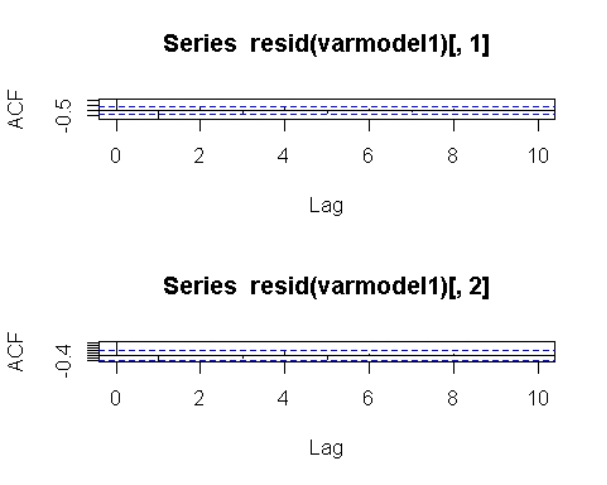 Series resid(varmodel1)[, 1]
ACF
-0.5
0 2 4 6 8 10
Lag
Series resid(varmodel1)[, 2]
ACF
-0.4
0 2 4 6 8 10
Lag